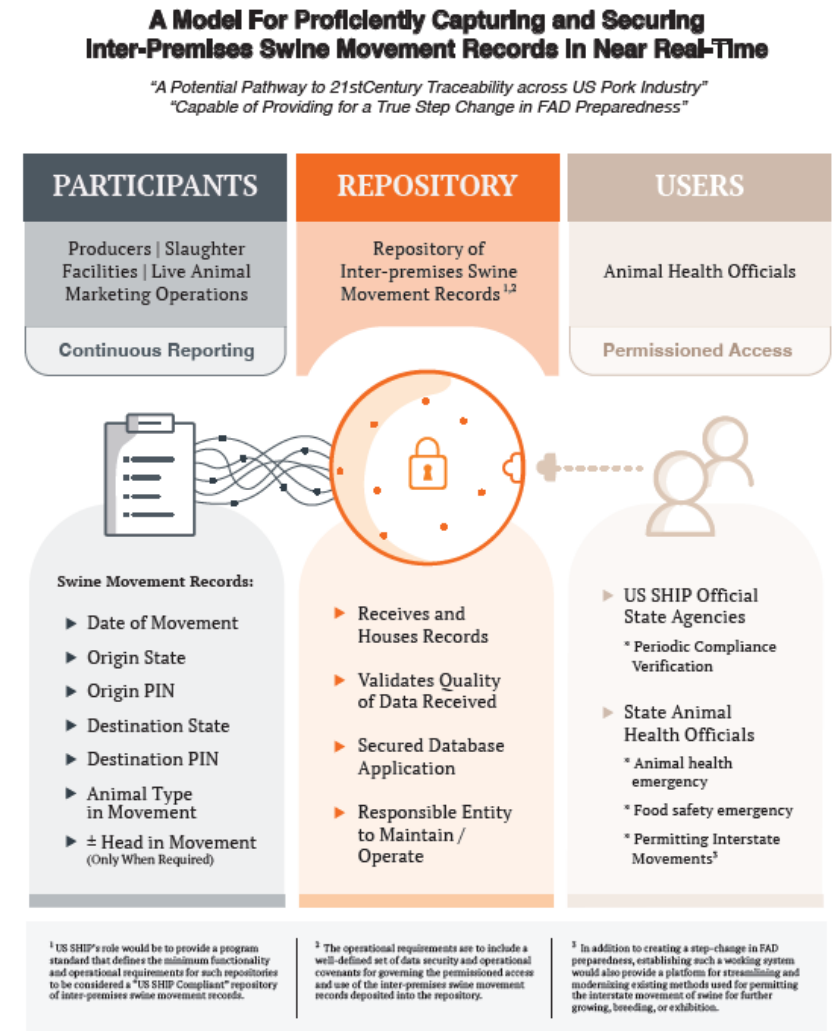 A Model For Proficiently Capturing and Securing
Inter-Premises Swine Movement Records in Near Real-Time
“A Potential Pathway to 21stCentury Traceability across US Pork Industry”
“Capable of Providing for a True Step Change in FAD Preparedness”
PARTICIPANTS
Producers | Slaughter
Facilities | Live Animal
Marketing Operations
Continuous Reporting
Swine Movement Records:
Date of Movement
Origin State
Origin PIN
Destination State
Destination PIN
Animal Type
in Movement
± Head in Movement
(Only When Required)
REPOSITORY
Repository of
Inter-premises Swine
Movement Records 1,2
Receives and
Houses Records
Validates Quality
of Data Received
Secured Database
Application
Responsible Entity
to Maintain /
Operate
USERS
Animal Health Officials
Permissioned Access
US SHIP Official
State Agencies
* Periodic Compliance
Verification
State Animal
Health Officials
* Animal health
emergency
* Food safety emergency
* Permitting Interstate
Movements3
1 US SHIP's role would be to provide a program
standard that defines the minimum functionality
and operational requirements for such repositories
to be considered a "US SHIP Compliant" repository
of inter-premises swine movement records.
2 The operational requirements are to include a
well-defined set of data security and operational
covenants for governing the permissioned access
and use of the inter-premises swine movement
records deposited into the repository.
3 In addition to creating a step-change in FAD
preparedness, establishing such a working system
would also provide a platform for streamlining and
modernizing existing methods used for permitting
the interstate movement of swine for further
growing, breeding, or exhibition.